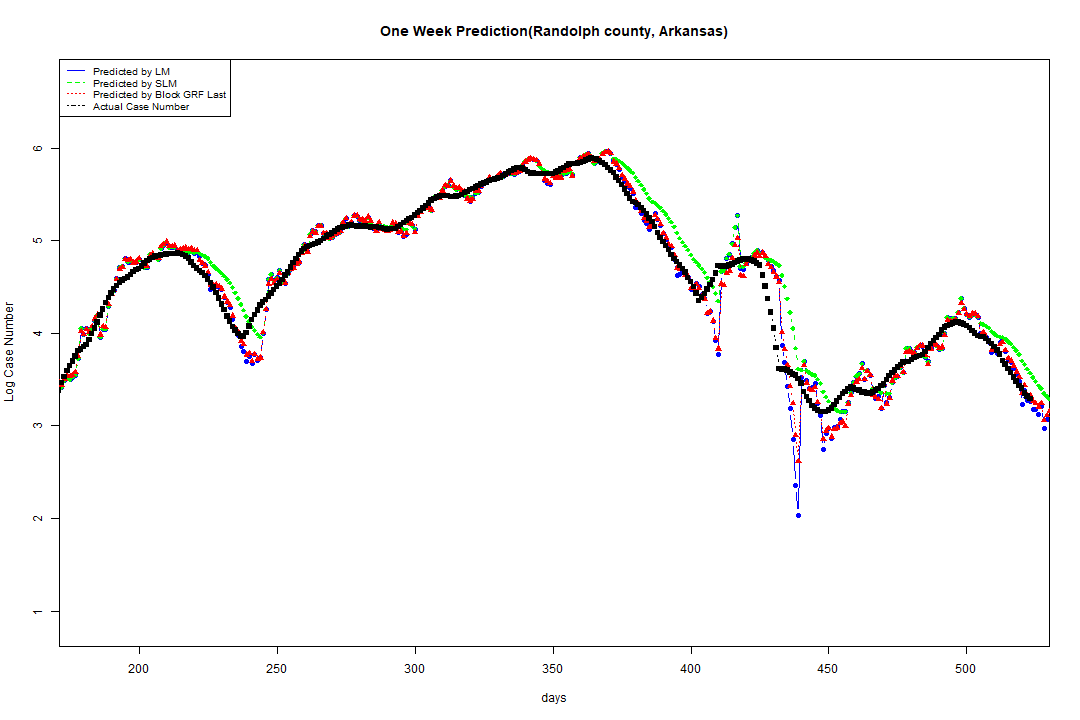 One Week Prediction(Randolph county, Arkansas)
Predicted by LM
Predicted by SLM
Predicted by Block GRF Last
Actual Case Number
Log Case Number
6
5
4
3
2
1
200 250 300 350 400 450 500
days